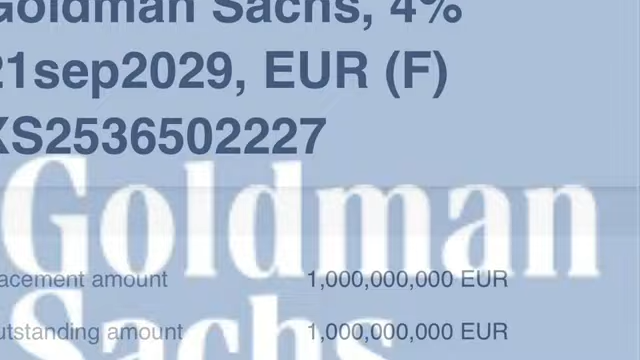 Goldman Sachs, 4%
21sep2029, EUR (F)
XS2536502227
Goldman
acement amount 1,000,000,000 EUR
Sachs
utstanding amount 1,000,000,000 EUR